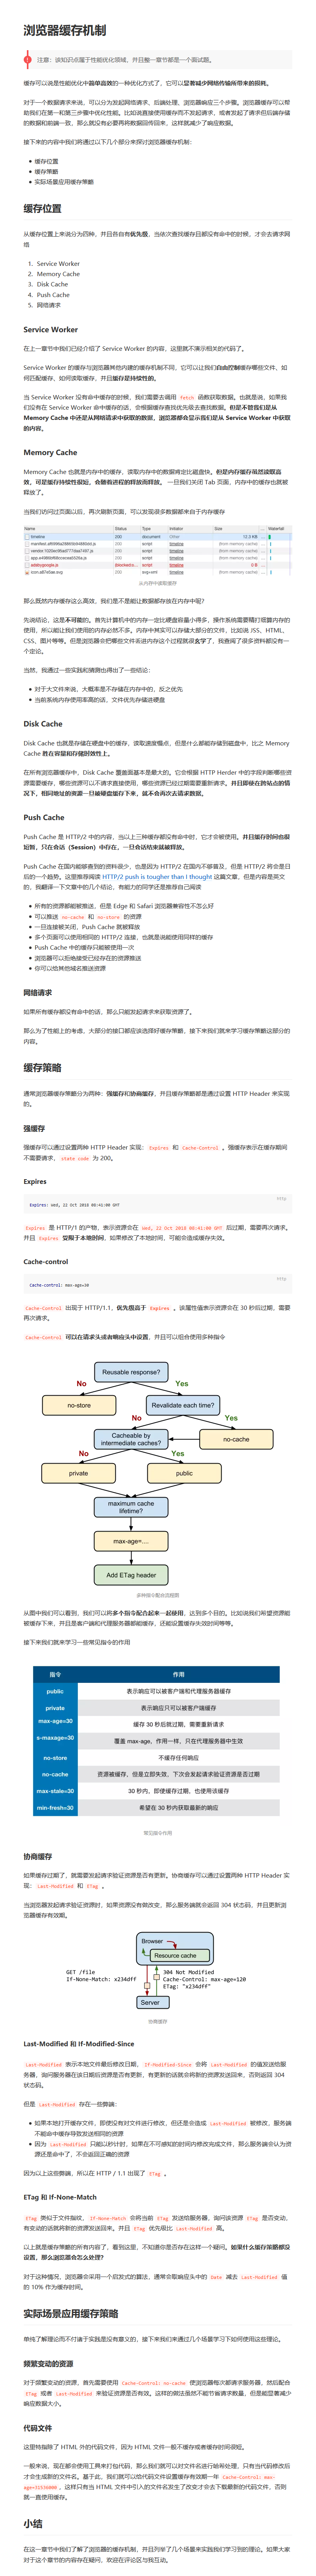 浏览器缓存机制
注意：该知识点属于性能优化领域，并且整一章节都是一个面试题。
缓存可以说是性能优化中简单高效的一种优化方式了，它可以显著减少网络传输所带来的损耗。
对于一个数据请求来说，可以分为发起网络请求、后端处理、浏览器响应三个步骤。浏览器缓存可以帮
助我们在第一和第三步骤中优化性能。比如说直接使用缓存而不发起请求，或者发起了请求但后端存储
的数据和前端一致，那么就没有必要再将数据回传回来，这样就减少了响应数据。
接下来的内容中我们将通过以下几个部分来探讨浏览器缓存机制：
缓存位置
缓存策略
实际场景应用缓存策略
缓存位置
从缓存位置上来说分为四种，并且各自有优先级，当依次查找缓存且都没有命中的时候，才会去请求网
络
1. Service Worker
2. Memory Cache
3. Disk Cache
4. Push Cache
5. 网络请求
Service Worker
在上一章节中我们已经介绍了 Service Worker 的内容，这里就不演示相关的代码了。
Service Worker 的缓存与浏览器其他内建的缓存机制不同，它可以让我们自由控制缓存哪些文件、如
何匹配缓存、如何读取缓存，并且缓存是持续性的。
当 Service Worker 没有命中缓存的时候，我们需要去调用 fetch 函数获取数据。也就是说，如果我
们没有在 Service Worker 命中缓存的话，会根据缓存查找优先级去查找数据。但是不管我们是从
Memory Cache 中还是从网络请求中获取的数据，浏览器都会显示我们是从 Service Worker 中获取
的内容。
Memory Cache
Memory Cache 也就是内存中的缓存，读取内存中的数据肯定比磁盘快。但是内存缓存虽然读取高
效，可是缓存持续性很短，会随着进程的释放而释放。 一旦我们关闭 Tab 页面，内存中的缓存也就被
释放了。
当我们访问过页面以后，再次刷新页面，可以发现很多数据都来自于内存缓存
Name Status Type Initiator Size Waterfall
timeline 200 document Other 12.3 KB
200 script timeline (from memory cache)
200 script timeline (from memory cache)
200 script timeline (from memory cache)
script timeline 0 B
200 svg+xml timeline (from memory cache)
从内存中读取缓存
那么既然内存缓存这么高效，我们是不是能让数据都存放在内存中呢？
先说结论，这是不可能的。首先计算机中的内存一定比硬盘容量小得多，操作系统需要精打细算内存的
使用，所以能让我们使用的内存必然不多。内存中其实可以存储大部分的文件，比如说 JSS、HTML、
CSS、图片等等。但是浏览器会把哪些文件丢进内存这个过程就很玄学了，我查阅了很多资料都没有一
个定论。
当然，我通过一些实践和猜测也得出了一些结论：
对于大文件来说，大概率是不存储在内存中的，反之优先
当前系统内存使用率高的话，文件优先存储进硬盘
Disk Cache
Disk Cache 也就是存储在硬盘中的缓存，读取速度慢点，但是什么都能存储到磁盘中，比之 Memory
Cache 胜在容量和存储时效性上。
在所有浏览器缓存中，Disk Cache 覆盖面基本是最大的。它会根据 HTTP Herder 中的字段判断哪些资
源需要缓存，哪些资源可以不请求直接使用，哪些资源已经过期需要重新请求。并且即使在跨站点的情
况下，相同地址的资源一旦被硬盘缓存下来，就不会再次去请求数据。
Push Cache
Push Cache 是 HTTP/2 中的内容，当以上三种缓存都没有命中时，它才会被使用。并且缓存时间也很
短暂，只在会话（Session）中存在，一旦会话结束就被释放。
Push Cache 在国内能够查到的资料很少，也是因为 HTTP/2 在国内不够普及，但是 HTTP/2 将会是日
后的一个趋势。这里推荐阅读 HTTP/2 push is tougher than I thought 这篇文章，但是内容是英文
的，我翻译一下文章中的几个结论，有能力的同学还是推荐自己阅读
所有的资源都能被推送，但是 Edge 和 Safari 浏览器兼容性不怎么好
可以推送 no-cache 和 no-store 的资源
一旦连接被关闭，Push Cache 就被释放
多个页面可以使用相同的 HTTP/2 连接，也就是说能使用同样的缓存
Push Cache 中的缓存只能被使用一次
浏览器可以拒绝接受已经存在的资源推送
你可以给其他域名推送资源
网络请求
如果所有缓存都没有命中的话，那么只能发起请求来获取资源了。
那么为了性能上的考虑，大部分的接口都应该选择好缓存策略，接下来我们就来学习缓存策略这部分的
内容。
缓存策略
通常浏览器缓存策略分为两种：强缓存和协商缓存，并且缓存策略都是通过设置 HTTP Header 来实现
的。
强缓存
强缓存可以通过设置两种 HTTP Header 实现： Expires 和 Cache-Control 。强缓存表示在缓存期间
不需要请求， state code 为 200。
Expires
http
Expires: Wed, 22 Oct 2018 08:41:00 GMT
Expires 是 HTTP/1 的产物，表示资源会在 Wed, 22 Oct 2018 08:41:00 GMT 后过期，需要再次请求。
并且 Expires 受限于本地时间，如果修改了本地时间，可能会造成缓存失效。
Cache-control
http
Cache-control: max-age=30
Cache-Control 出现于 HTTP/1.1，优先级高于 Expires 。该属性值表示资源会在 30 秒后过期，需要
再次请求。
Cache-Control 可以在请求头或者响应头中设置，并且可以组合使用多种指令
Reusable response?
No Yes
no-store Revalidate each time?
No Yes
Cacheable by
intermediate caches? no-cache
No Yes
private public
maximum cache
lifetime?
max-age=....
Add ETag header
多种指令配合流程图
从图中我们可以看到，我们可以将多个指令配合起来一起使用，达到多个目的。比如说我们希望资源能
被缓存下来，并且是客户端和代理服务器都能缓存，还能设置缓存失效时间等等。
接下来我们就来学习一些常见指令的作用
指令 作用
public 表示响应可以被客户端和代理服务器缓存
private 表示响应只可以被客户端缓存
max-age=30 缓存 30 秒后就过期，需要重新请求
s-maxage=30 覆盖 max-age，作用一样，只在代理服务器中生效
no-store 不缓存任何响应
no-cache 资源被缓存，但是立即失效，下次会发起请求验证资源是否过期
max-stale=30 30 秒内，即使缓存过期，也使用该缓存
min-fresh=30 希望在 30 秒内获取最新的响应
常见指令作用
协商缓存
如果缓存过期了，就需要发起请求验证资源是否有更新。协商缓存可以通过设置两种 HTTP Header 实
现： Last-Modified 和 ETag 。
当浏览器发起请求验证资源时，如果资源没有做改变，那么服务端就会返回 304 状态码，并且更新浏
览器缓存有效期。
Browser
Resource cache
GET /file
If-None-Match: x234dff
304 Not Modified
Cache-Control: max-age=120
ETag: "x234dff"
Server
协商缓存
Last-Modified 和 If-Modified-Since
Last-Modified 表示本地文件最后修改日期， If-Modified-Since 会将 Last-Modified 的值发送给服
务器，询问服务器在该日期后资源是否有更新，有更新的话就会将新的资源发送回来，否则返回 304
状态码。
但是 Last-Modified 存在一些弊端：
如果本地打开缓存文件，即使没有对文件进行修改，但还是会造成 Last-Modified 被修改，服务端
不能命中缓存导致发送相同的资源
因为 Last-Modified 只能以秒计时，如果在不可感知的时间内修改完成文件，那么服务端会认为资
源还是命中了，不会返回正确的资源
因为以上这些弊端，所以在 HTTP / 1.1 出现了 ETag 。
ETag 和 If-None-Match
ETag 类似于文件指纹， If-None-Match 会将当前 ETag 发送给服务器，询问该资源 ETag 是否变动，
有变动的话就将新的资源发送回来。并且 ETag 优先级比 Last-Modified 高。
以上就是缓存策略的所有内容了，看到这里，不知道你是否存在这样一个疑问。如果什么缓存策略都没
设置，那么浏览器会怎么处理？
对于这种情况，浏览器会采用一个启发式的算法，通常会取响应头中的 Date 减去 Last-Modified 值
的 10% 作为缓存时间。
实际场景应用缓存策略
单纯了解理论而不付诸于实践是没有意义的，接下来我们来通过几个场景学习下如何使用这些理论。
频繁变动的资源
对于频繁变动的资源，首先需要使用 Cache-Control: no-cache 使浏览器每次都请求服务器，然后配合
ETag 或者 Last-Modified 来验证资源是否有效。这样的做法虽然不能节省请求数量，但是能显著减少
响应数据大小。
代码文件
这里特指除了 HTML 外的代码文件，因为 HTML 文件一般不缓存或者缓存时间很短。
一般来说，现在都会使用工具来打包代码，那么我们就可以对文件名进行哈希处理，只有当代码修改后
才会生成新的文件名。基于此，我们就可以给代码文件设置缓存有效期一年 Cache-Control: max-
age=31536000 ，这样只有当 HTML 文件中引入的文件名发生了改变才会去下载最新的代码文件，否则
就一直使用缓存。
小结
在这一章节中我们了解了浏览器的缓存机制，并且列举了几个场景来实践我们学习到的理论。如果大家
对于这个章节的内容存在疑问，欢迎在评论区与我互动。